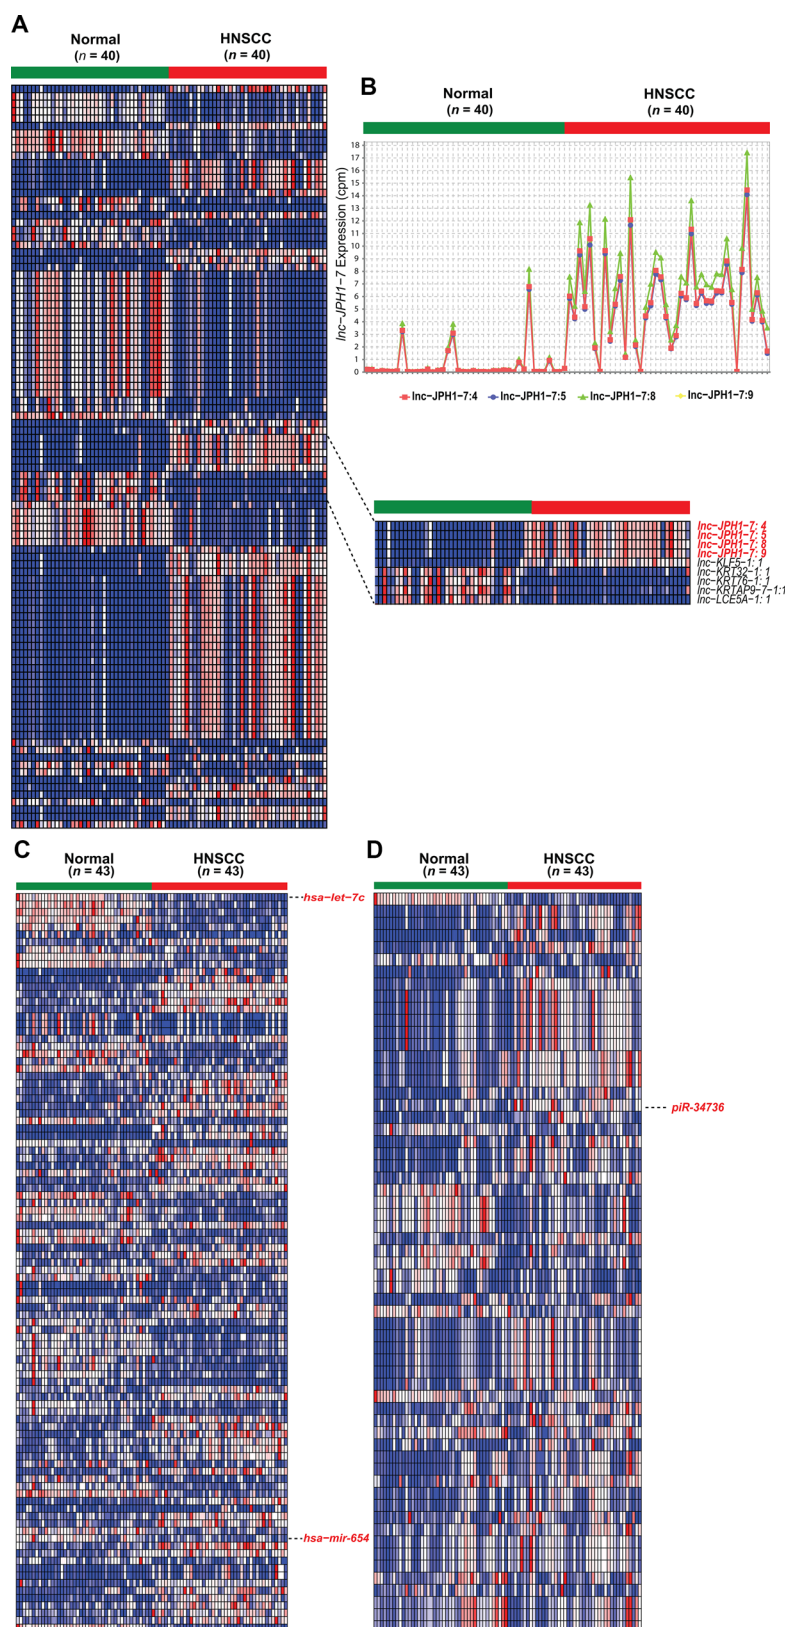 A
Normal
(n = 40)
HNSCC
(n = 40)
B
Normal
(n = 40)
HNSCC
(n = 40)
lnc−JPH1−7 Expression (cpm)
18
17
16
15
14
13
12
11
10
9
8
7
6
5
4
3
2
1
0
lnc−JPH1−7:4
lnc−JPH1−7:5
lnc−JPH1−7:8
lnc−JPH1−7:9
lnc−JPH1−7: 4
lnc−JPH1−7: 5
lnc−JPH1−7: 8
lnc−JPH1−7: 9
lnc−KLF5−1: 1
lnc−KRT32−1: 1
lnc−KRT76−1: 1
lnc−KRTAP9−7−1:1
lnc−LCE5A−1: 1
C
Normal
(n = 43)
HNSCC
(n = 43)
hsa−let−7c
hsa−mir−654
D
Normal
(n = 43)
HNSCC
(n = 43)
piR-34736